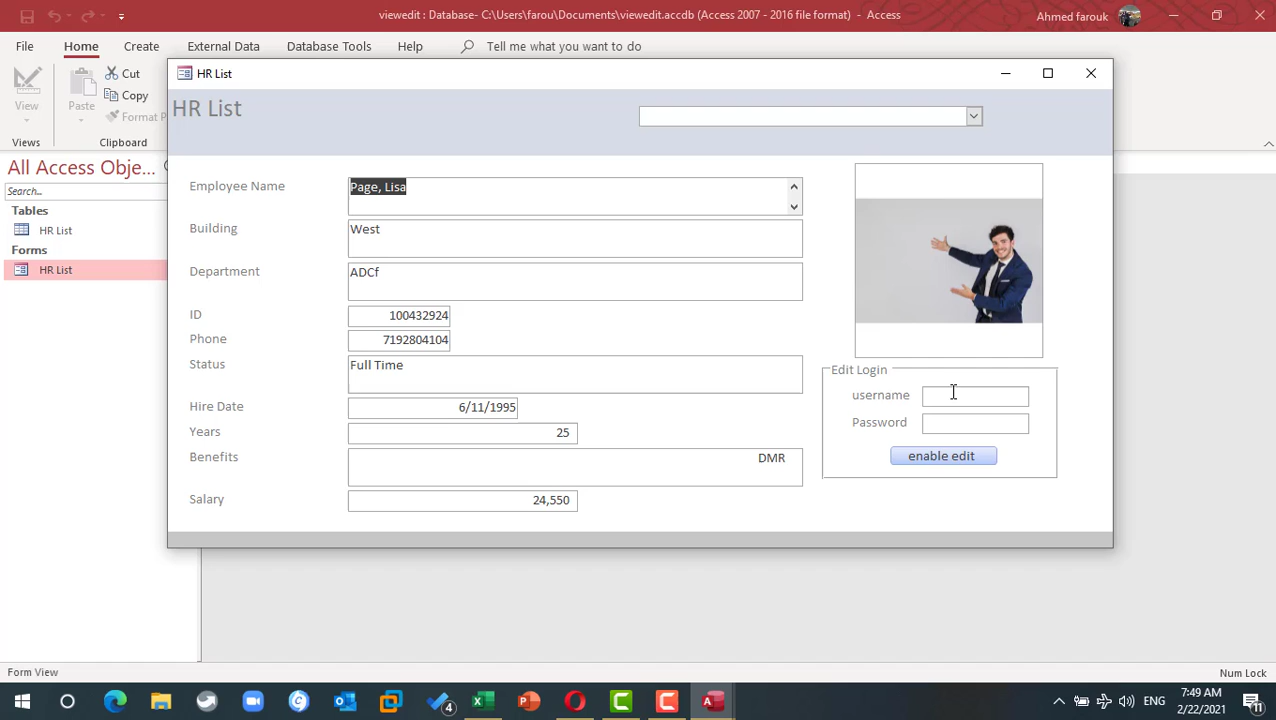 viewedit : Database- C:\Users\farou\Documents\viewedit.accdb (Access 2007 - 2016 file format) - Access
Ahmed farouk
File Home Create External Data Database Tools Help Tell me what you want to do
View
Views
Paste
Cut
Copy
Format P
Clipboard
HR List
HR List
All Access Obje...
Search...
Tables
HR List
Forms
HR List
Employee Name Page, Lisa
Building West
Department ADCf
ID 100432924
Phone 7192804104
Status Full Time
Hire Date 6/11/1995
Years 25
Benefits DMR
Salary 24,550
Edit Login
username
Password
enable edit
Form View
Num Lock
4
ENG
7:49 AM
2/22/2021
11